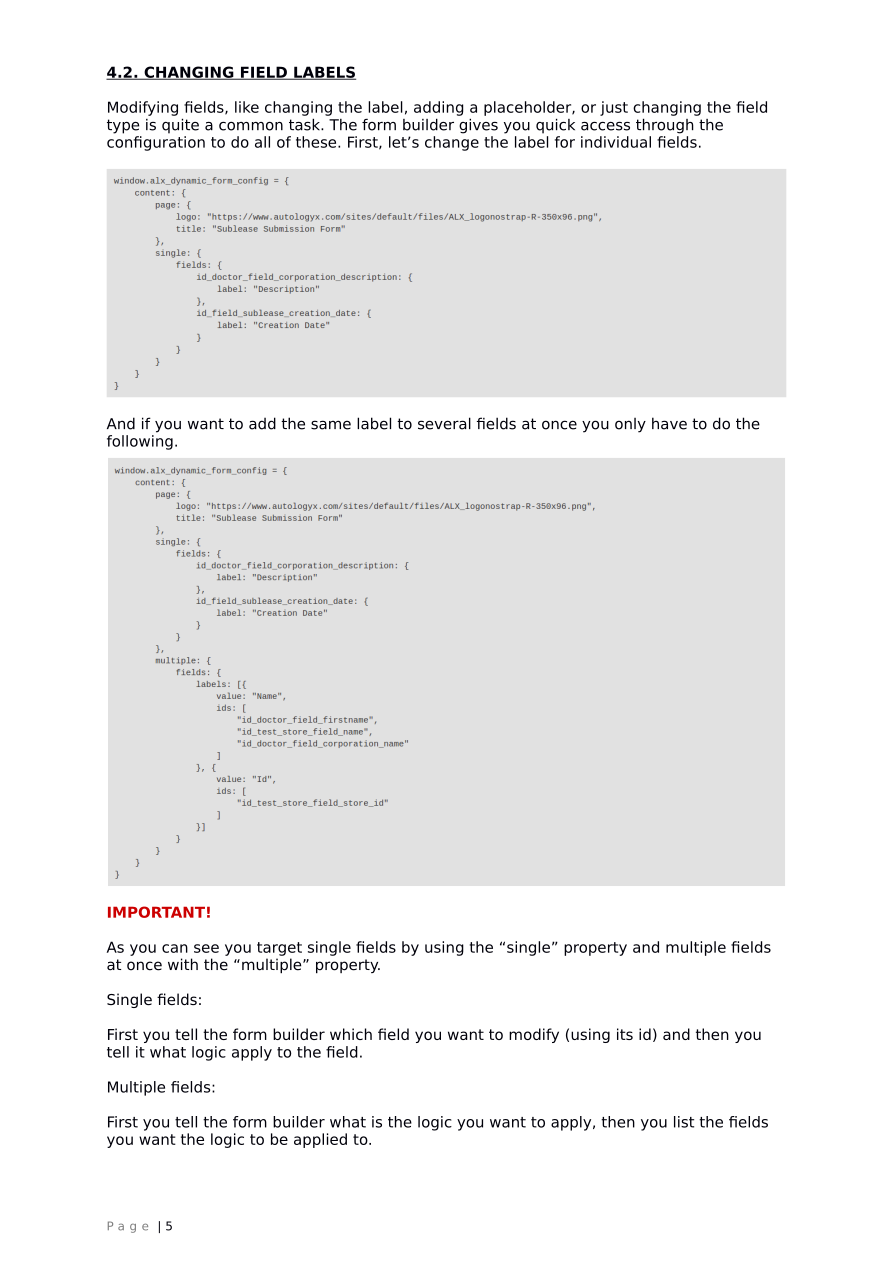 4.2. CHANGING FIELD LABELS
Modifying fields, like changing the label, adding a placeholder, or just changing the field
type is quite a common task. The form builder gives you quick access through the
configuration to do all of these. First, let’s change the label for individual fields.
window.alx_dynamic_form_config = {
    content: {
        page: {
            logo: "https://www.autologyx.com/sites/default/files/ALX_logonostrap-R-350x96.png",
            title: "Sublease Submission Form"
        },
        single: {
            fields: {
                id_doctor_field_corporation_description: {
                    label: "Description"
                },
                id_field_sublease_creation_date: {
                    label: "Creation Date"
                }
            }
        }
    }
}
And if you want to add the same label to several fields at once you only have to do the
following.
window.alx_dynamic_form_config = {
    content: {
        page: {
            logo: "https://www.autologyx.com/sites/default/files/ALX_logonostrap-R-350x96.png",
            title: "Sublease Submission Form"
        },
        single: {
            fields: {
                id_doctor_field_corporation_description: {
                    label: "Description"
                },
                id_field_sublease_creation_date: {
                    label: "Creation Date"
                }
            }
        },
        multiple: {
            fields: {
                labels: [{
                    value: "Name",
                    ids: [
                        "id_doctor_field_firstname",
                        "id_test_store_field_name",
                        "id_doctor_field_corporation_name"
                    ]
                }, {
                    value: "Id",
                    ids: [
                        "id_test_store_field_store_id"
                    ]
                }]
            }
        }
    }
}
IMPORTANT!
As you can see you target single fields by using the “single” property and multiple fields
at once with the “multiple” property.
Single fields:
First you tell the form builder which field you want to modify (using its id) and then you
tell it what logic apply to the field.
Multiple fields:
First you tell the form builder what is the logic you want to apply, then you list the fields
you want the logic to be applied to.
Page | 5